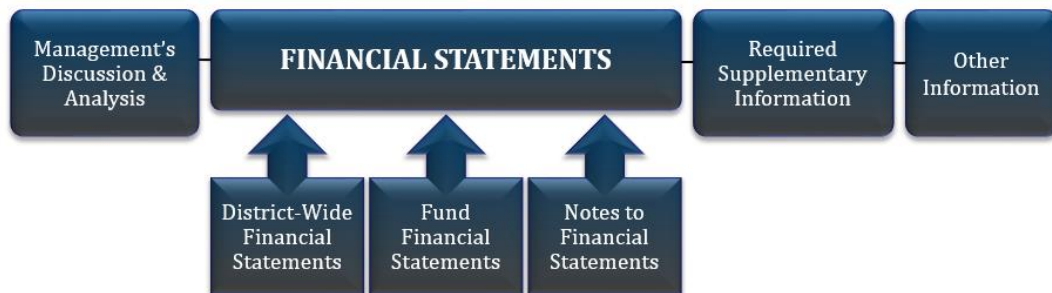 Management's
Discussion &
Analysis
FINANCIAL STATEMENTS
Required
Supplementary
Information
Other
Information
District-Wide
Financial
Statements
Fund
Financial
Statements
Notes to
Financial
Statements